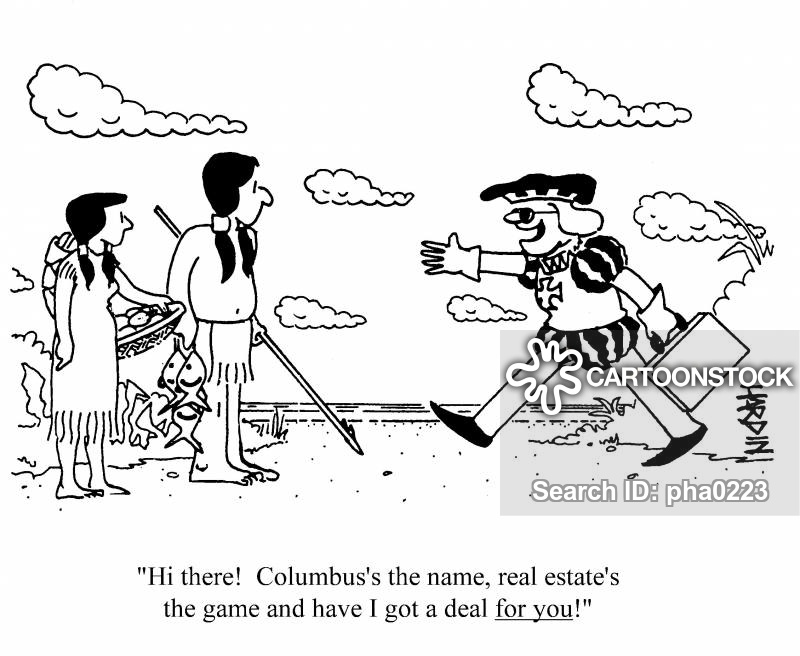 CARTOONSTOCK
HARDIN
Search ID: pha0223
"Hi there!  Columbus's the name, real estate's
the game and have I got a deal for you!"